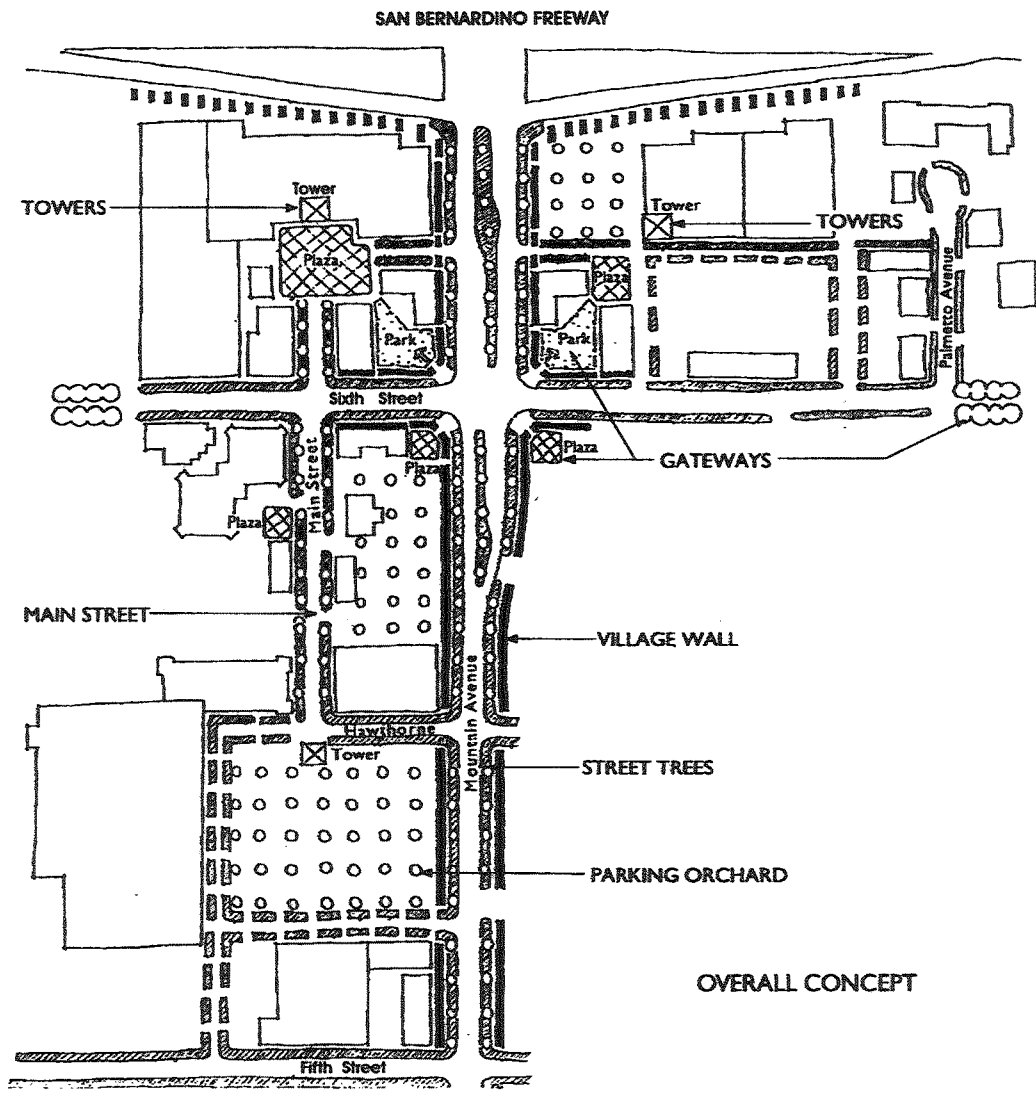 SAN BERNARDINO FREEWAY
Tower
TOWERS
Tower
TOWERS
Plaza
Plaza
Palmetto Avenue
Park
Park
Sixth Street
Main Street
Plaza
Plaza
GATEWAYS
Plaza
MAIN STREET
VILLAGE WALL
Mountain Avenue
Hawthorne
Tower
STREET TREES
PARKING ORCHARD
OVERALL CONCEPT
Fifth Street